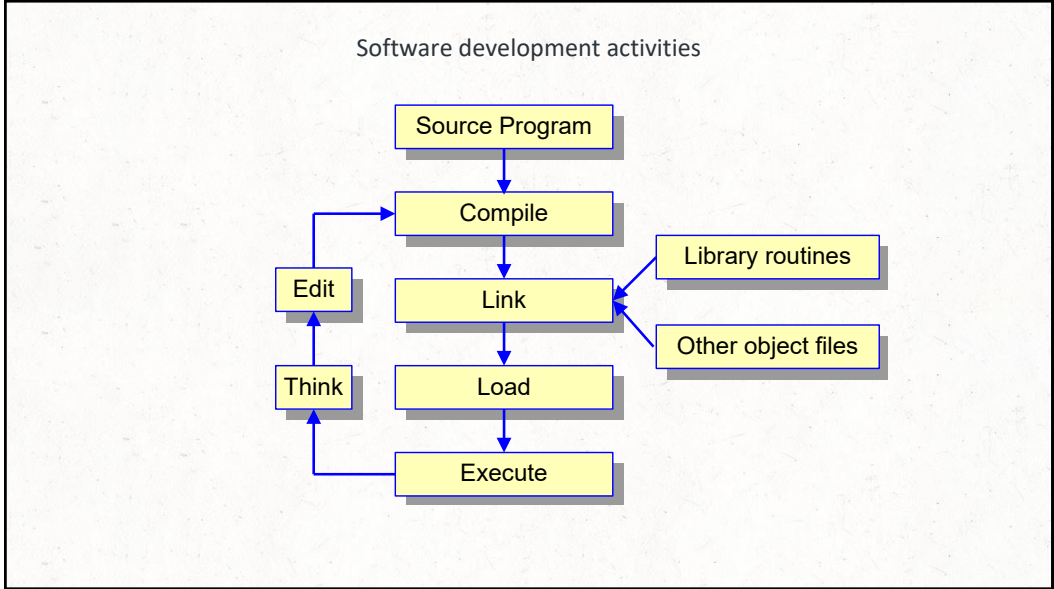 Software development activities
Source Program
Compile
Library routines
Edit
Link
Other object files
Think
Load
Execute